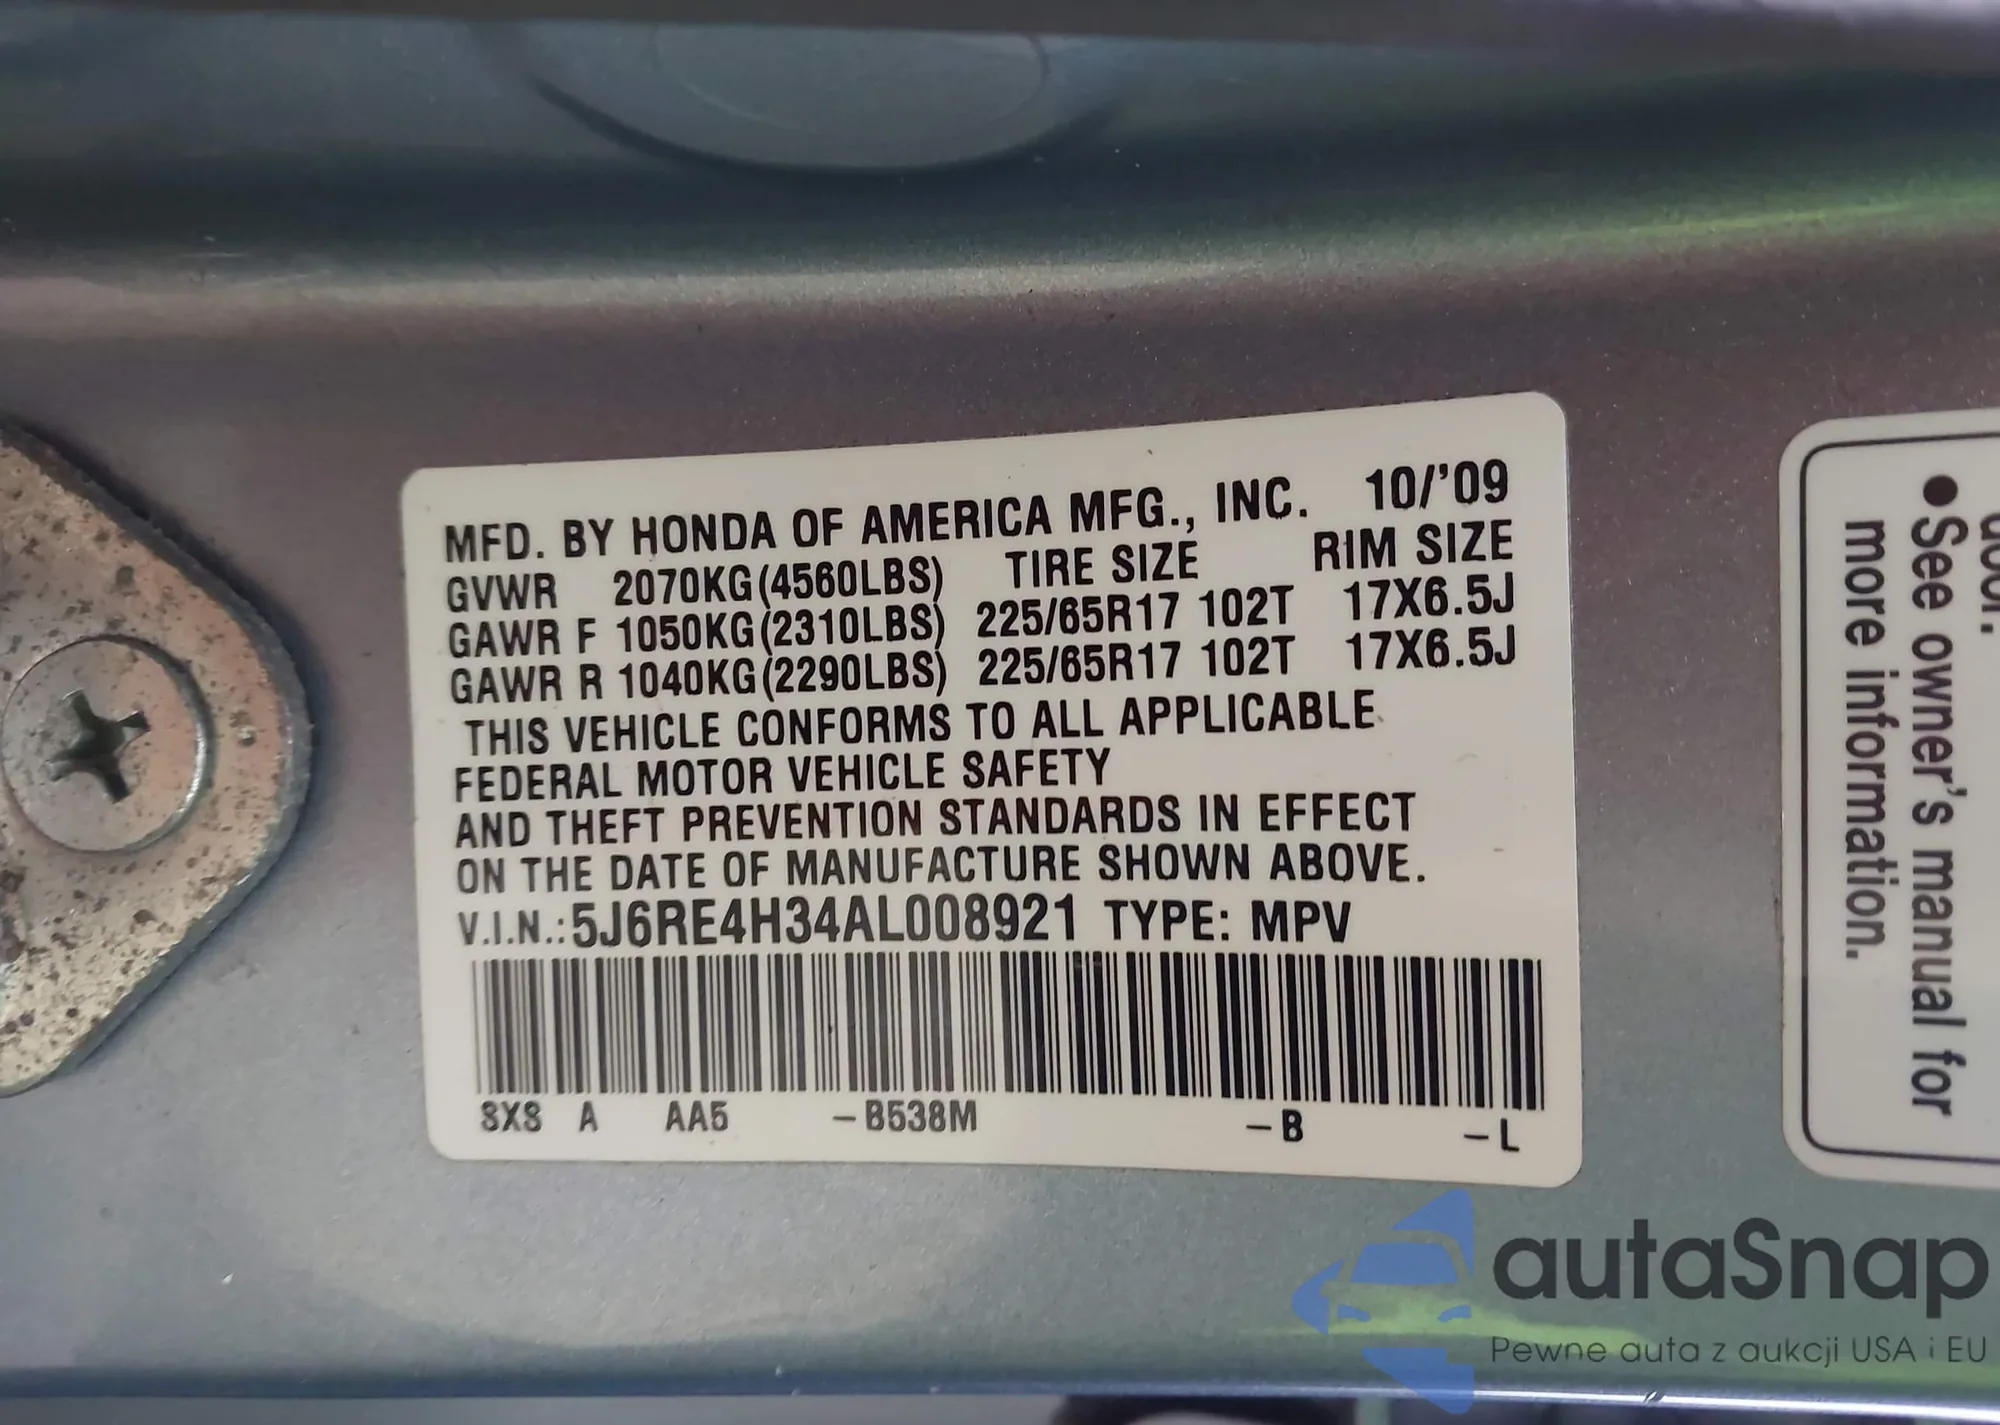 MFD. BY HONDA OF AMERICA MFG., INC. 10/'09
GVWR 2070KG(4560LBS) TIRE SIZE RIM SIZE
GAWR F 1050KG(2310LBS) 225/65R17 102T 17X6.5J
GAWR R 1040KG(2290LBS) 225/65R17 102T 17X6.5J
THIS VEHICLE CONFORMS TO ALL APPLICABLE
FEDERAL MOTOR VEHICLE SAFETY
AND THEFT PREVENTION STANDARDS IN EFFECT
ON THE DATE OF MANUFACTURE SHOWN ABOVE.
V.I.N.:5J6RE4H34AL008921 TYPE: MPV
SXS A AA5 -B538M -B -L
door.
•See owner's manual for
more information.
autaSnap
Pewne auta z aukcji USA i EU